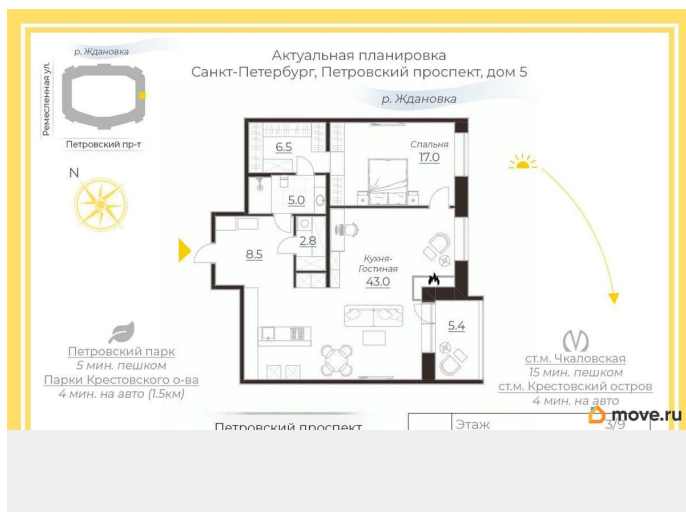 р. Ждановка
Ремесленная ул.
Петровский пр-т
Актуальная планировка
Санкт-Петербург, Петровский проспект, дом 5
р. Ждановка
N
6.5
Спальня
17.0
5.0
2.8
8.5
Кухня-
Гостиная
43.0
5.4
Петровский парк
5 мин. пешком
Парки Крестовского о-ва
4 мин. на авто (1.5км)
ст.м. Чкаловская
15 мин. пешком
ст.м. Крестовский остров
4 мин. на авто
move.ru
Петровский проспект
Этаж
3/9